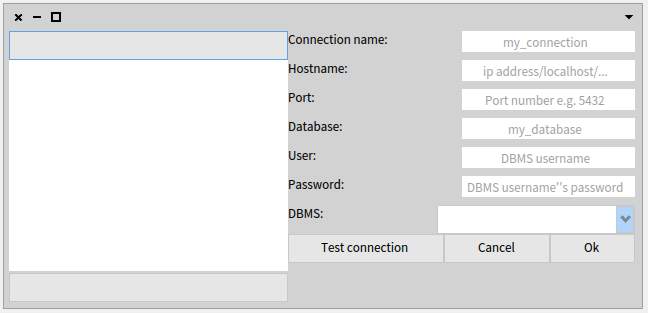 Connection name:
my_connection
Hostname:
ip address/localhost/...
Port:
Port number e.g. 5432
Database:
my_database
User:
DBMS username
Password:
DBMS username''s password
DBMS:
Test connection
Cancel
Ok